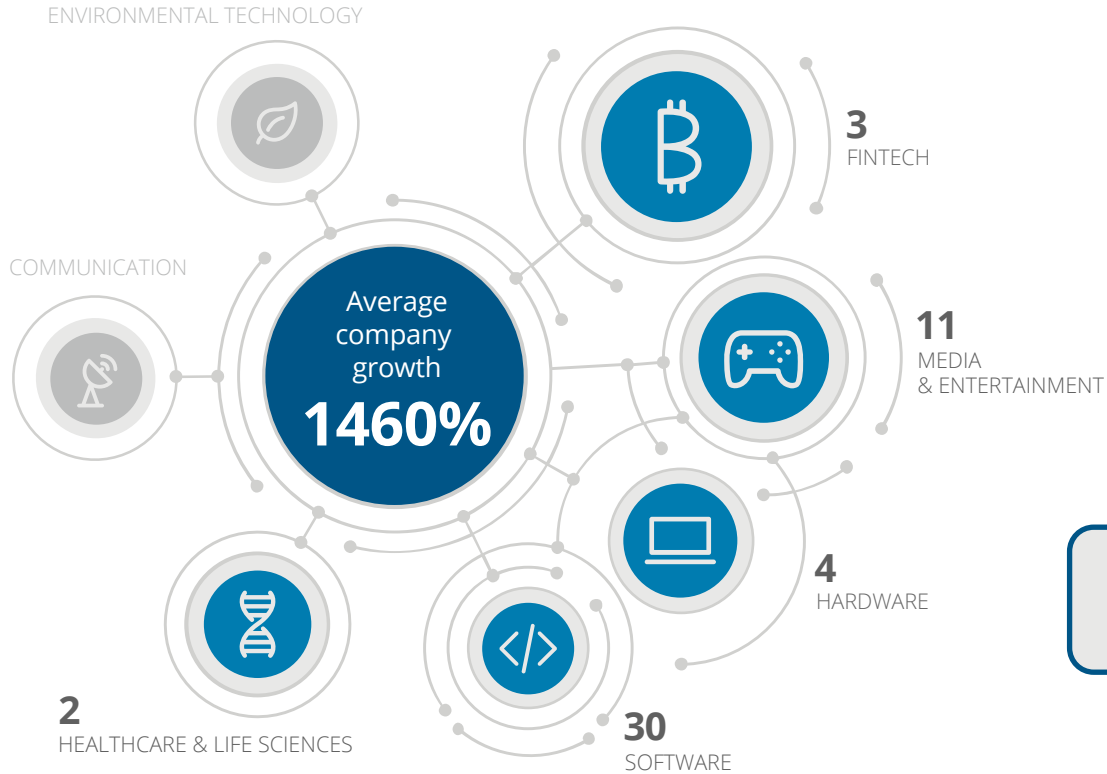 ENVIRONMENTAL TECHNOLOGY
3
FINTECH
COMMUNICATION
Average
company
growth
1460%
11
MEDIA
& ENTERTAINMENT
4
HARDWARE
2
HEALTHCARE & LIFE SCIENCES
30
SOFTWARE